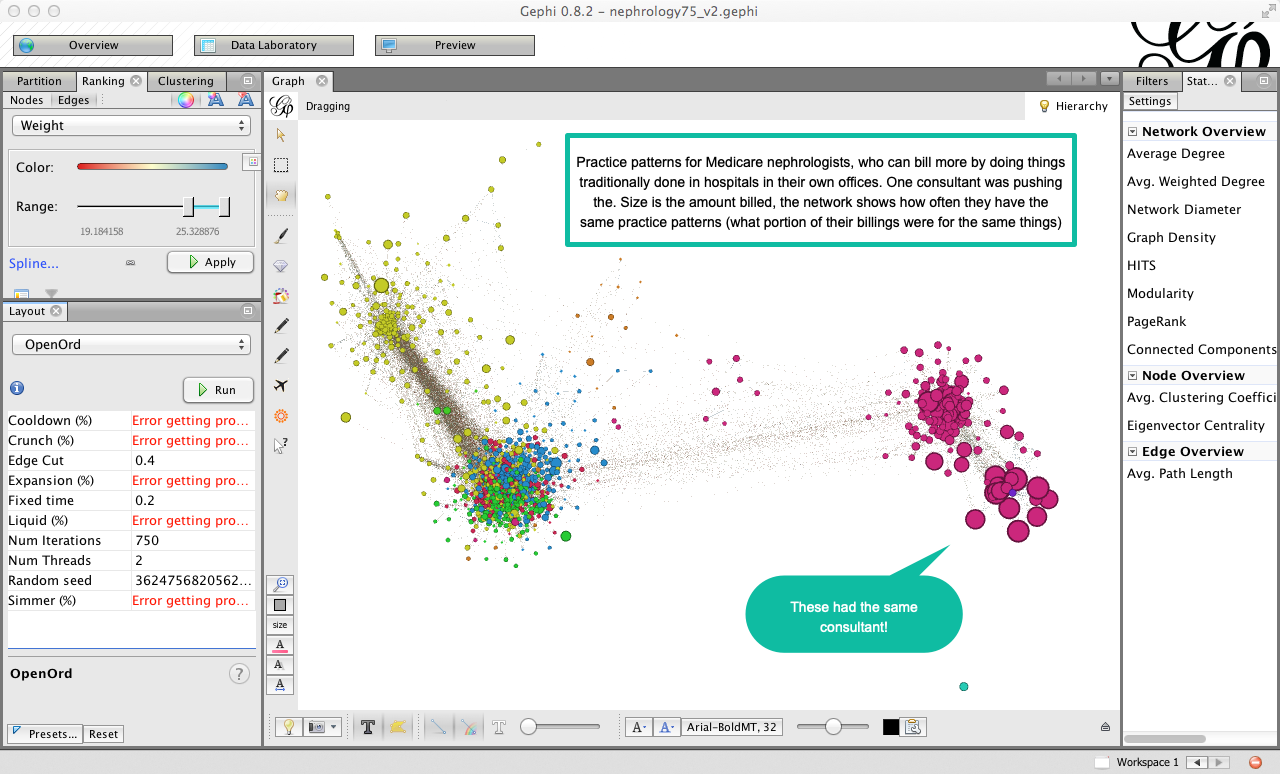 Gephi 0.8.2 – nephrology75_v2.gephi
Overview
Data Laboratory
Preview
Partition
Ranking
Clustering
Nodes
Edges
Weight
Color:
Range:
19.184158
25.328876
Spline...
Apply
Layout
OpenOrd
Run
Cooldown (%) Error getting pro...
Crunch (%) Error getting pro...
Edge Cut 0.4
Expansion (%) Error getting pro...
Fixed time 0.2
Liquid (%) Error getting pro...
Num Iterations 750
Num Threads 2
Random seed 3624756820562...
Simmer (%) Error getting pro...
OpenOrd
?
Presets...
Reset
Graph
Dragging
Hierarchy
size
A
A
A
Practice patterns for Medicare nephrologists, who can bill more by doing things
traditionally done in hospitals in their own offices. One consultant was pushing
the. Size is the amount billed, the network shows how often they have the
same practice patterns (what portion of their billings were for the same things)
These had the same
consultant!
T
T
A-
A-
Arial-BoldMT, 32
Filters
Stat...
Settings
Network Overview
Average Degree
Avg. Weighted Degree
Network Diameter
Graph Density
HITS
Modularity
PageRank
Connected Components
Node Overview
Avg. Clustering Coeffici
Eigenvector Centrality
Edge Overview
Avg. Path Length
Workspace 1